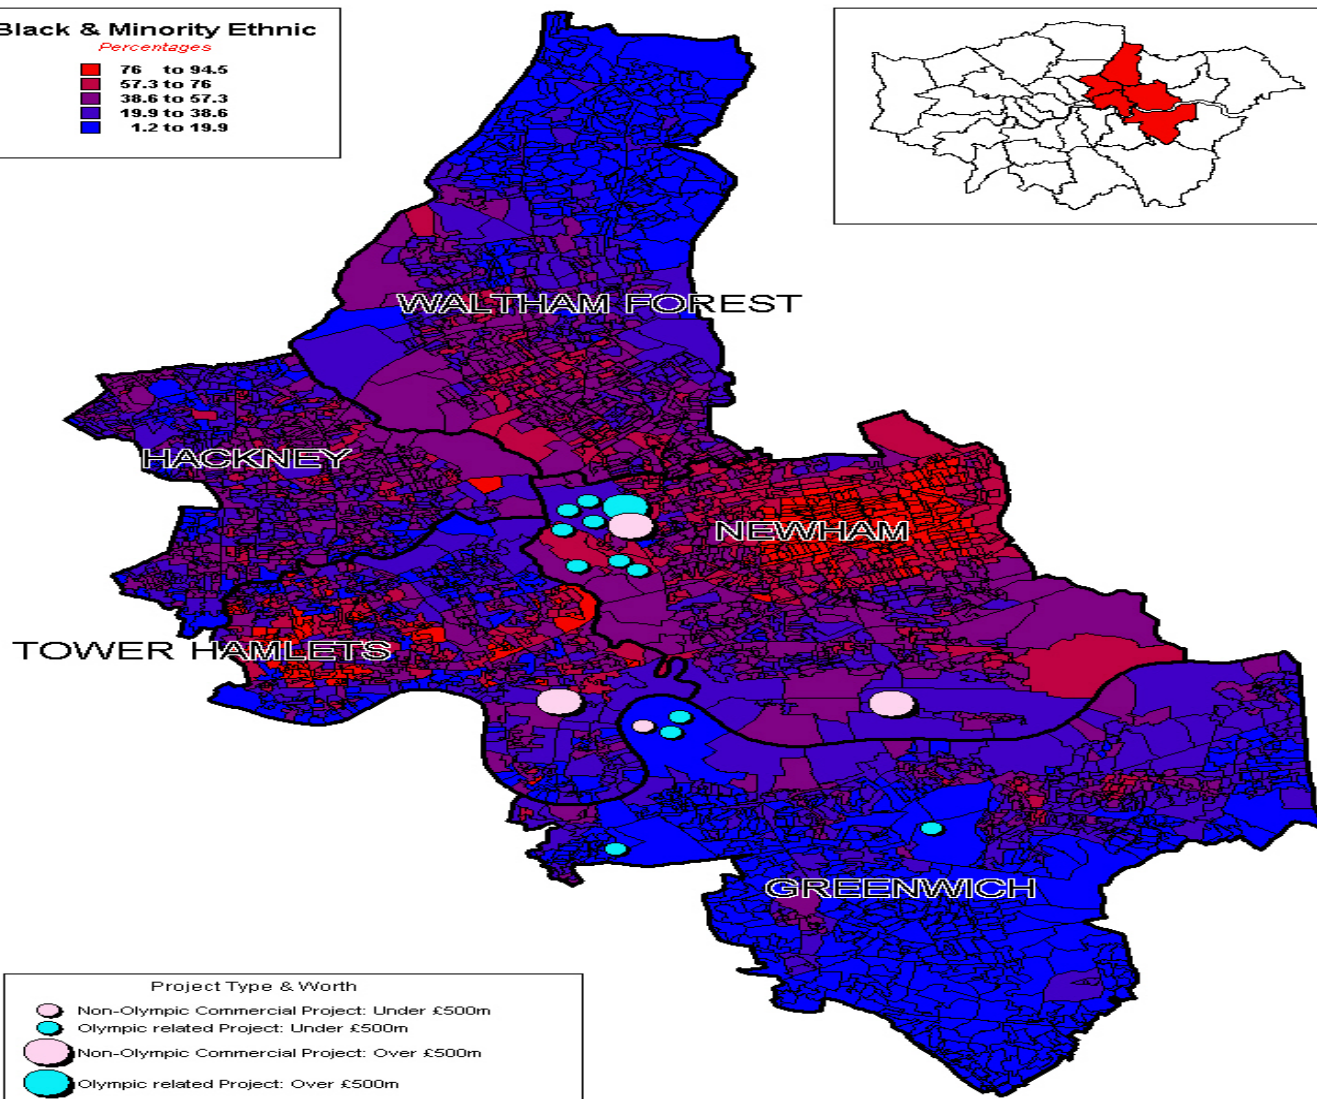 Black & Minority Ethnic
Percentages
76 to 94.5
57.3 to 76
38.6 to 57.3
19.9 to 38.6
1.2 to 19.9
WALTHAM FOREST
HACKNEY
NEWHAM
TOWER HAMLETS
GREENWICH
Project Type & Worth
Non-Olympic Commercial Project: Under £500m
Olympic related Project: Under £500m
Non-Olympic Commercial Project: Over £500m
Olympic related Project: Over £500m